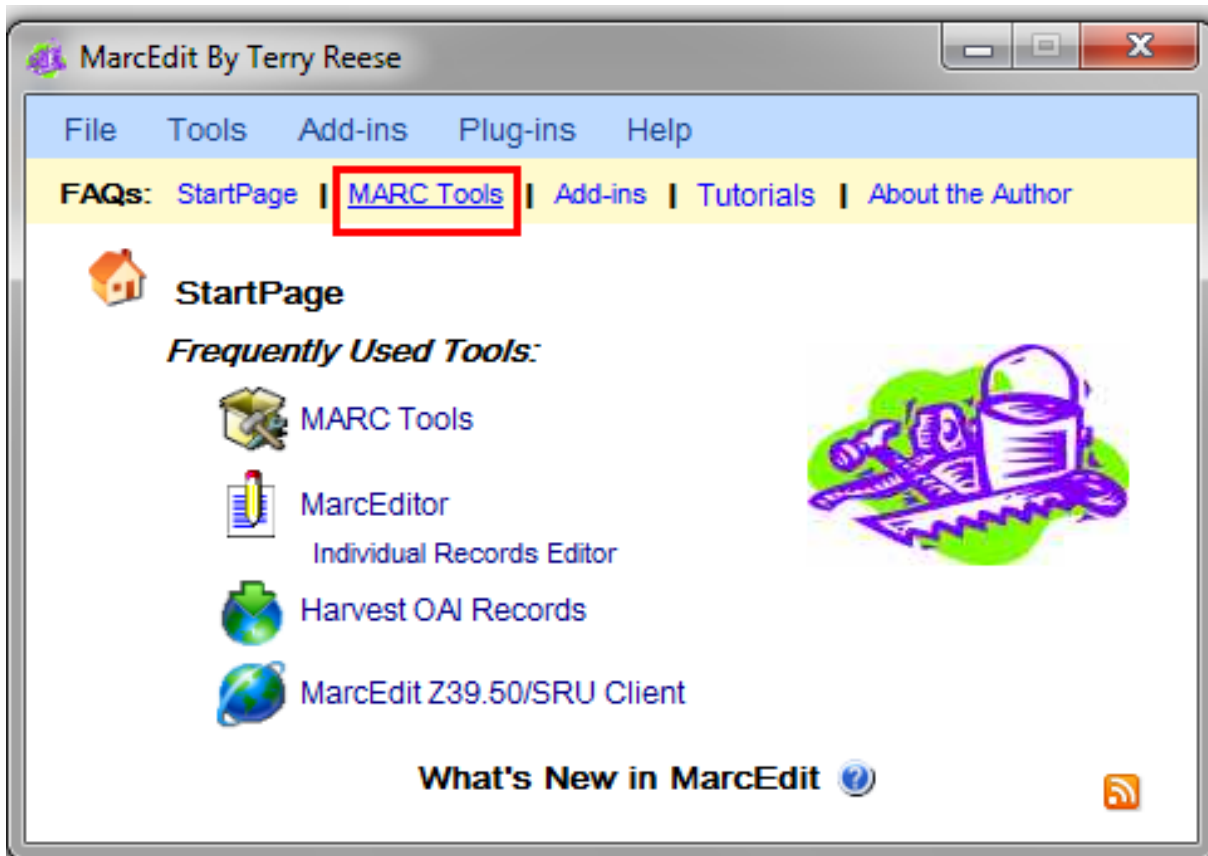 MarcEdit By Terry Reese
File Tools Add-ins Plug-ins Help
FAQs: StartPage | MARC Tools | Add-ins | Tutorials | About the Author
StartPage
Frequently Used Tools:
MARC Tools
MarcEditor
Individual Records Editor
Harvest OAI Records
MarcEdit Z39.50/SRU Client
What's New in MarcEdit ?